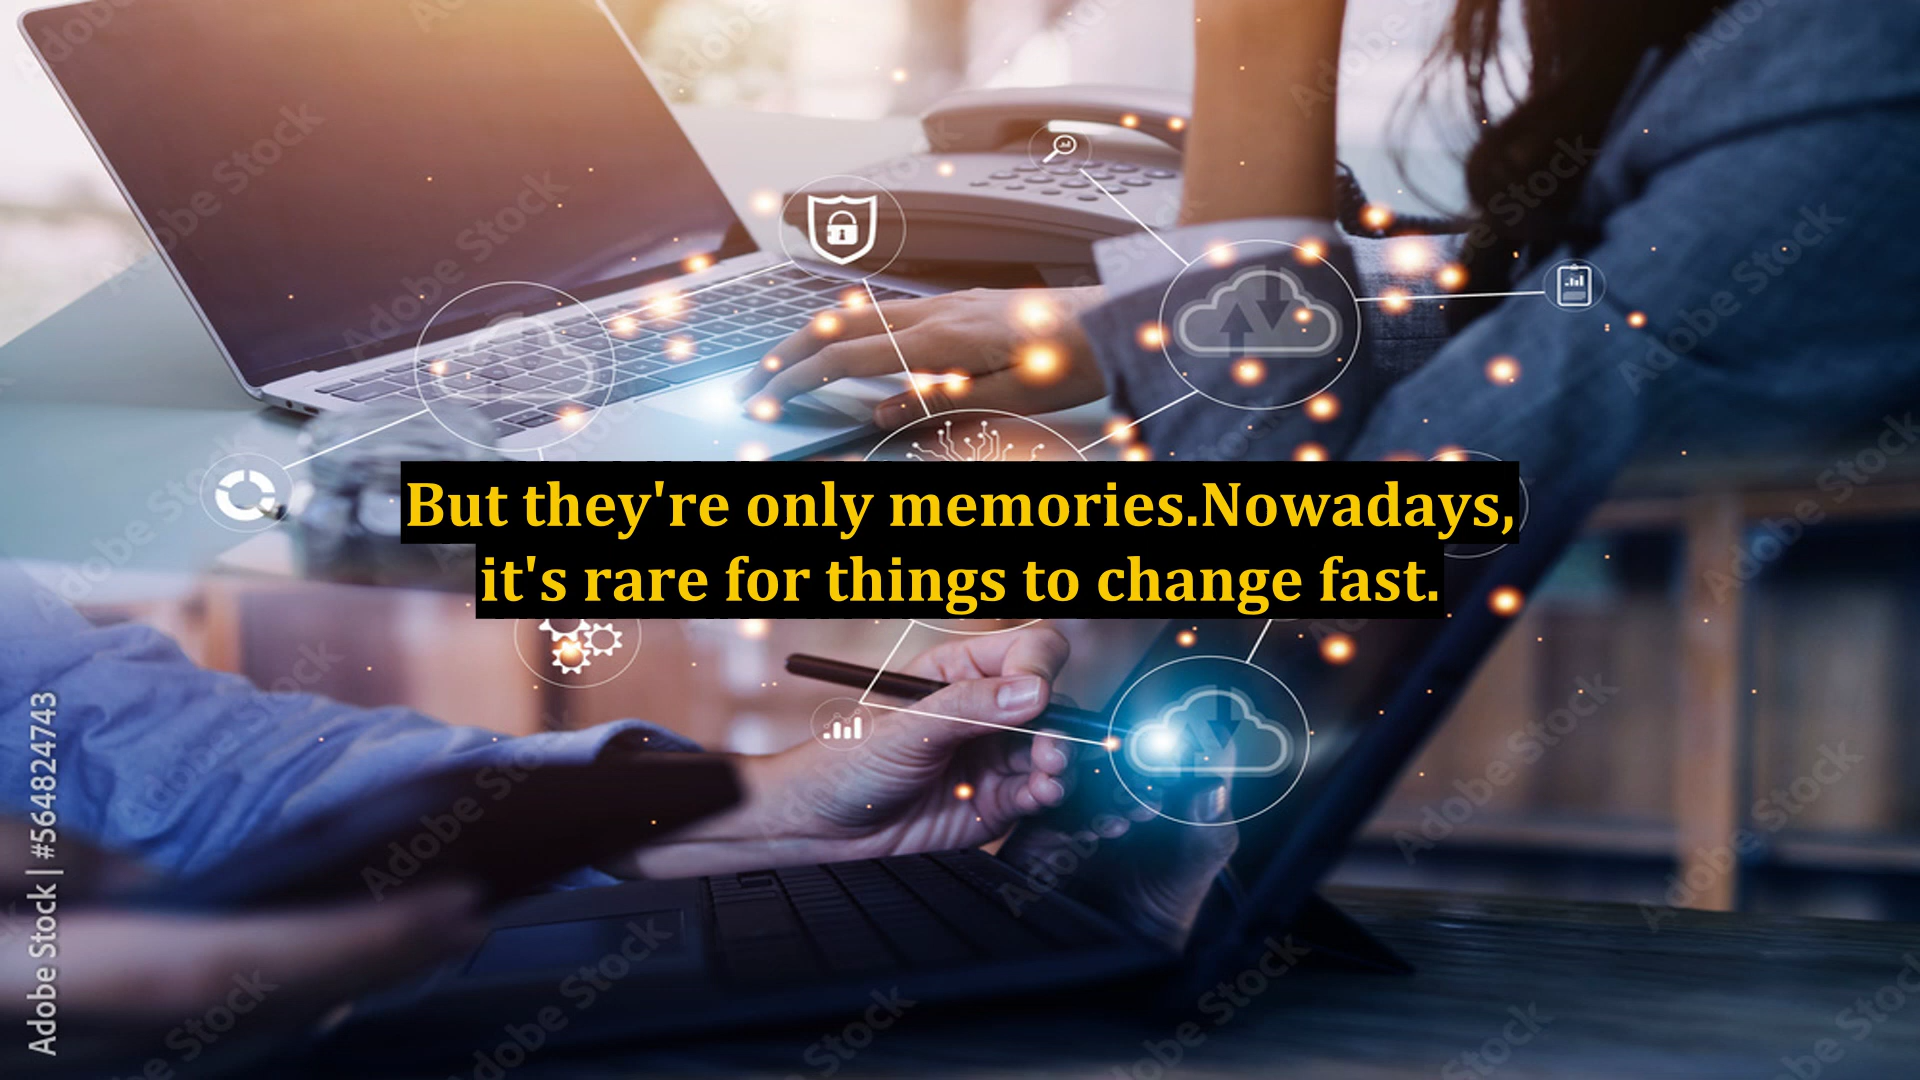 But they're only memories.Nowadays,
it's rare for things to change fast.
Adobe Stock | #564824743